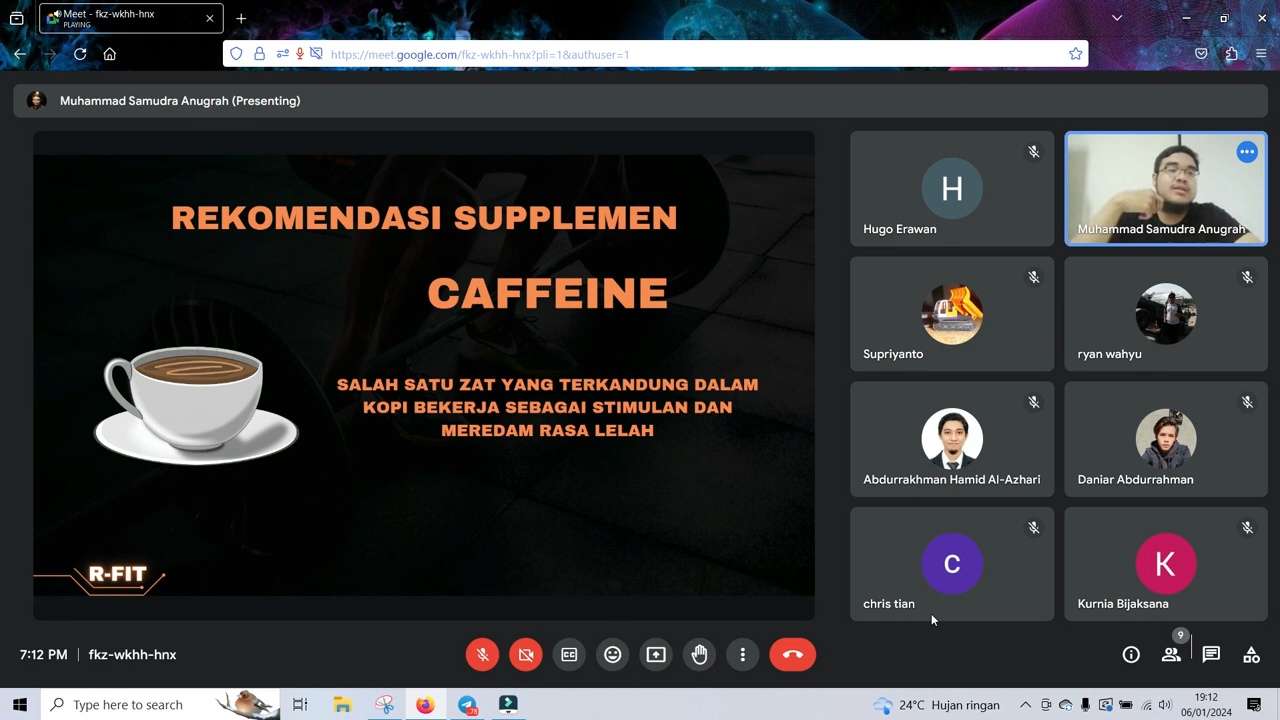 Meet - fkz-wkhh-hnx
PLAYING
https://meet.google.com/fkz-wkhh-hnx?pli=1&authuser=1
Muhammad Samudra Anugrah (Presenting)
REKOMENDASI SUPPLEMEN
CAFFEINE
SALAH SATU ZAT YANG TERKANDUNG DALAM
KOPI BEKERJA SEBAGAI STIMULAN DAN
MEREDAM RASA LELAH
R-FIT
H
Hugo Erawan
Muhammad Samudra Anugrah
Supriyanto
ryan wahyu
Abdurrakhman Hamid Al-Azhari
Daniar Abdurrahman
c
chris tian
K
Kurnia Bijaksana
7:12 PM
fkz-wkhh-hnx
9
Type here to search
78
24°C Hujan ringan
19:12
06/01/2024